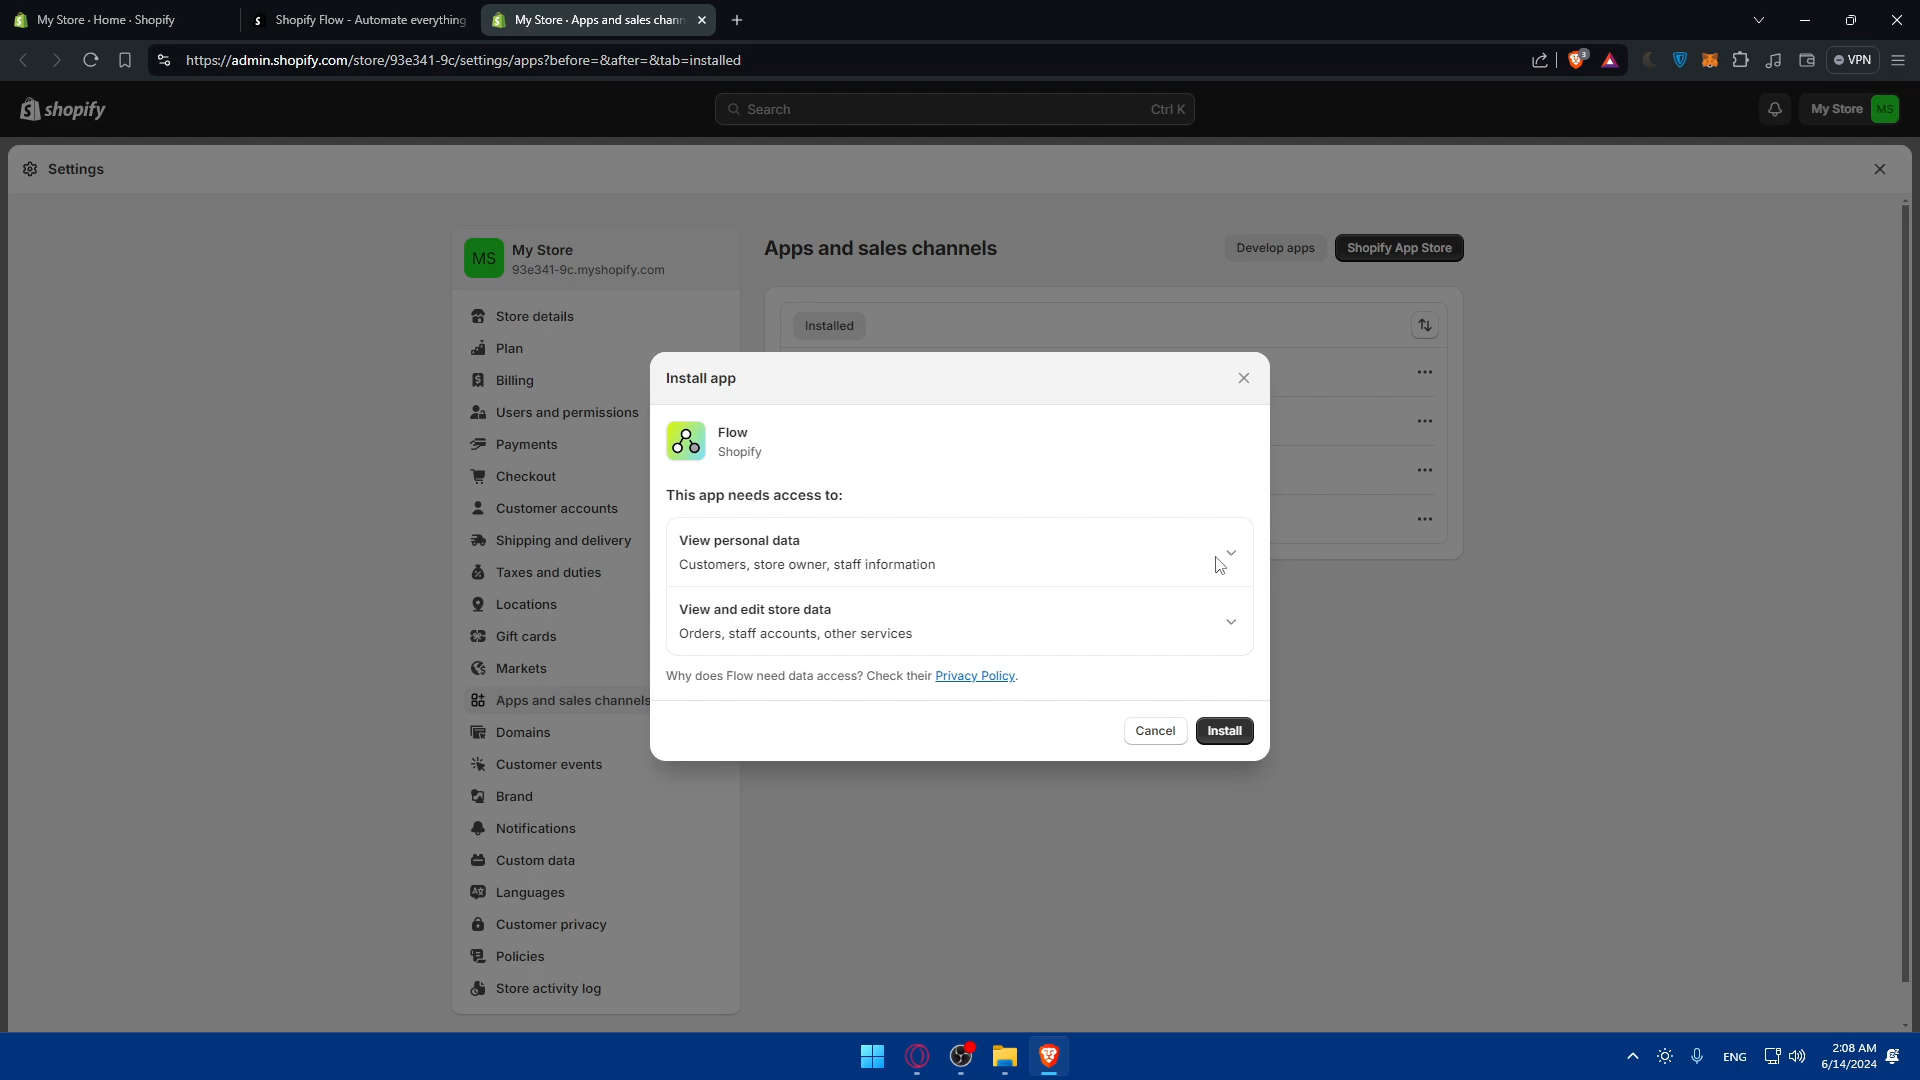 My Store · Home · Shopify
Shopify Flow - Automate everything
My Store · Apps and sales chann
https://admin.shopify.com/store/93e341-9c/settings/apps?before=&after=&tab=installed
3
VPN
shopify
Search
Ctrl K
My Store
MS
Settings
MS
My Store
93e341-9c.myshopify.com
Apps and sales channels
Develop apps
Shopify App Store
Store details
Plan
Billing
Users and permissions
Payments
Checkout
Customer accounts
Shipping and delivery
Taxes and duties
Locations
Gift cards
Markets
Apps and sales channels
Domains
Customer events
Brand
Notifications
Custom data
Languages
Customer privacy
Policies
Store activity log
Installed
Install app
Flow
Shopify
This app needs access to:
View personal data
Customers, store owner, staff information
View and edit store data
Orders, staff accounts, other services
Why does Flow need data access? Check their Privacy Policy.
Cancel
Install
ENG
2:08 AM
6/14/2024